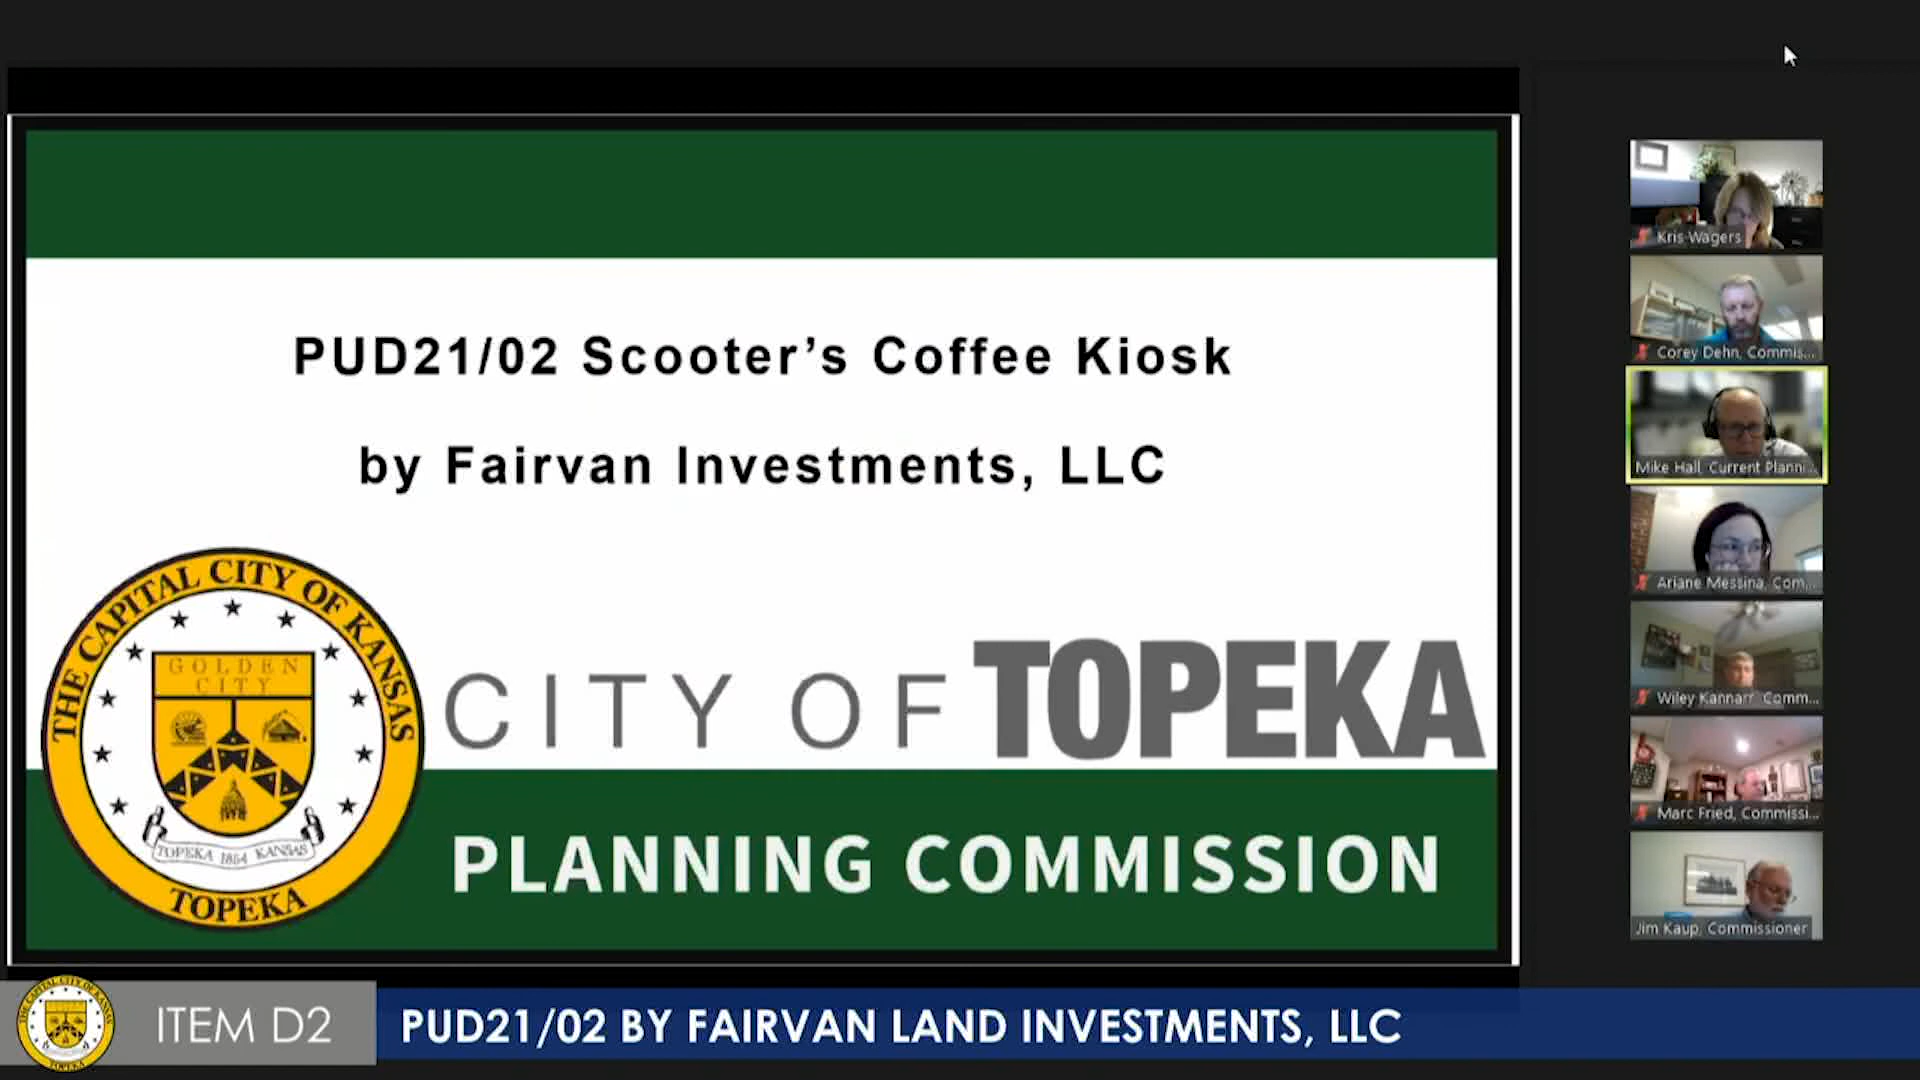 PUD21/02 Scooter’s Coffee Kiosk
by Fairvan Investments, LLC
THE CAPITAL CITY OF KANSAS
GOLDEN
CITY
TOPEKA 1854 KANSAS
TOPEKA
CITY OF TOPEKA
PLANNING COMMISSION
Kris Wagers
Corey Dehn, Commis...
Mike Hall, Current Planni...
Ariane Messina, Com...
Wiley Kannarr, Comm...
Marc Fried, Commissi...
Jim Kaup, Commissioner
ITEM D2
PUD21/02 BY FAIRVAN LAND INVESTMENTS, LLC